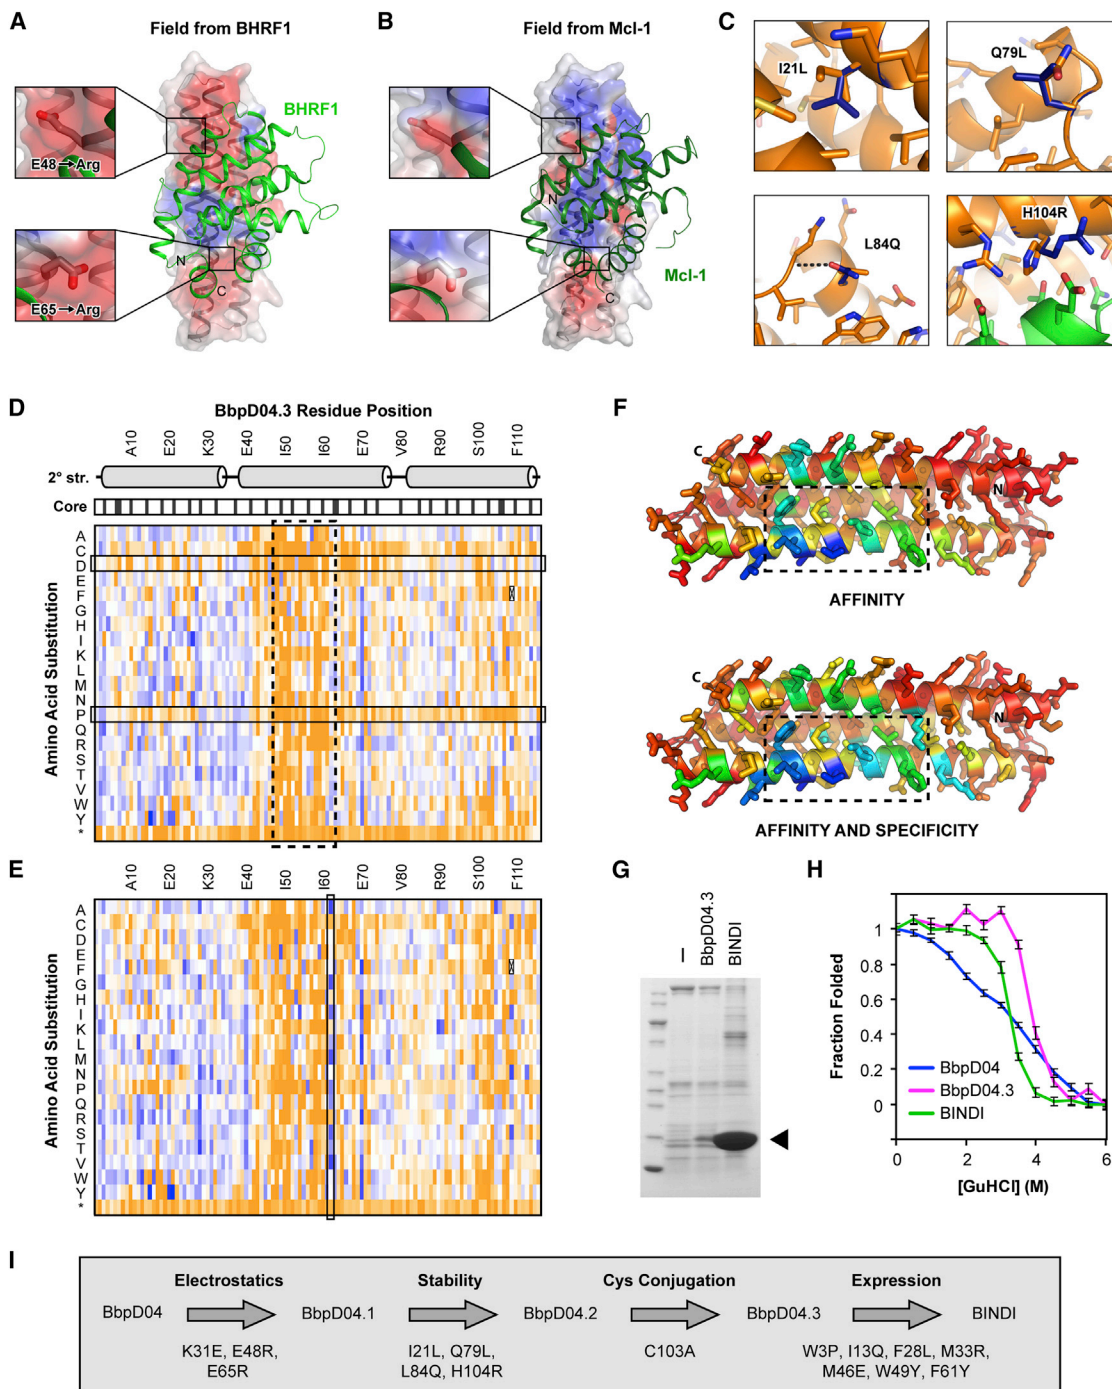 A
Field from BHRF1
BHRF1
E48→Arg
E65→Arg
N
C
B
Field from Mcl-1
N
Mcl-1
C
C
I21L
Q79L
L84Q
H104R
D
BbpD04.3 Residue Position
A10 E20 K30 E40 I50 I60 E70 V80 R90 S100 F110
2° str.
Core
Amino Acid Substitution
A
C
D
E
F
G
H
I
K
L
M
N
P
Q
R
S
T
V
W
Y
*
E
A10 E20 K30 E40 I50 I60 E70 V80 R90 S100 F110
Amino Acid Substitution
A
C
D
E
F
G
H
I
K
L
M
N
P
Q
R
S
T
V
W
Y
*
F
C
N
AFFINITY
C
N
AFFINITY AND SPECIFICITY
G
–
BbpD04.3
BINDI
H
Fraction Folded
1
0.8
0.6
0.4
0.2
0
BbpD04
BbpD04.3
BINDI
0 2 4 6
[GuHCl] (M)
I
Electrostatics Stability Cys Conjugation Expression
BbpD04 BbpD04.1 BbpD04.2 BbpD04.3 BINDI
K31E, E48R, I21L, Q79L, C103A W3P, I13Q, F28L, M33R,
E65R L84Q, H104R M46E, W49Y, F61Y